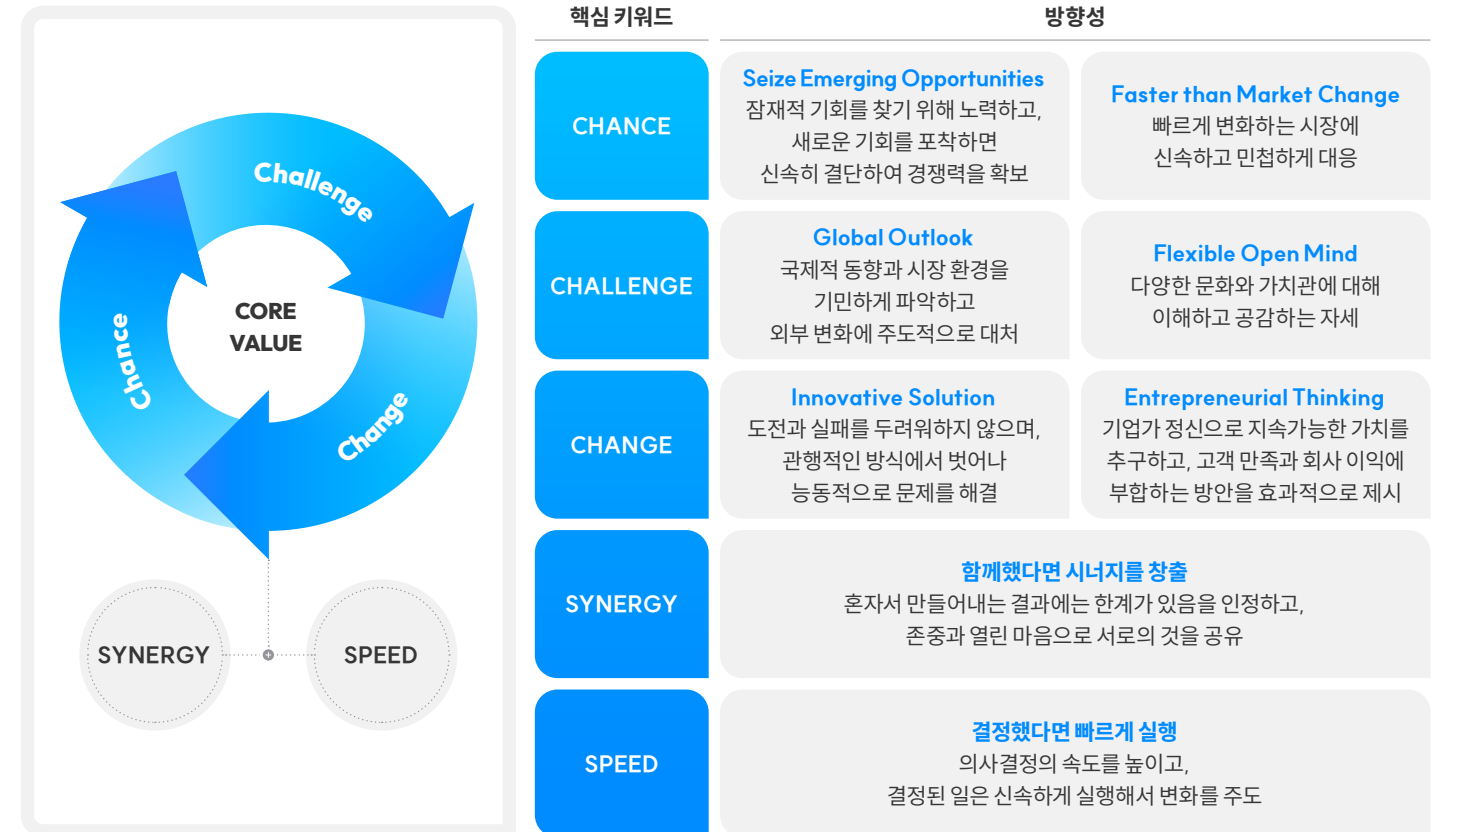 Challenge
Chance
Change
CORE
VALUE
SYNERGY
SPEED
핵심 키워드
방향성
CHANCE
Seize Emerging Opportunities
잠재적 기회를 찾기 위해 노력하고,
새로운 기회를 포착하면
신속히 결단하여 경쟁력을 확보
Faster than Market Change
빠르게 변화하는 시장에
신속하고 민첩하게 대응
CHALLENGE
Global Outlook
국제적 동향과 시장 환경을
기민하게 파악하고
외부 변화에 주도적으로 대처
Flexible Open Mind
다양한 문화와 가치관에 대해
이해하고 공감하는 자세
CHANGE
Innovative Solution
도전과 실패를 두려워하지 않으며,
관행적인 방식에서 벗어나
능동적으로 문제를 해결
Entrepreneurial Thinking
기업가 정신으로 지속가능한 가치를
추구하고, 고객 만족과 회사 이익에
부합하는 방안을 효과적으로 제시
SYNERGY
함께했다면 시너지를 창출
혼자서 만들어내는 결과에는 한계가 있음을 인정하고,
존중과 열린 마음으로 서로의 것을 공유
SPEED
결정했다면 빠르게 실행
의사결정의 속도를 높이고,
결정된 일은 신속하게 실행해서 변화를 주도